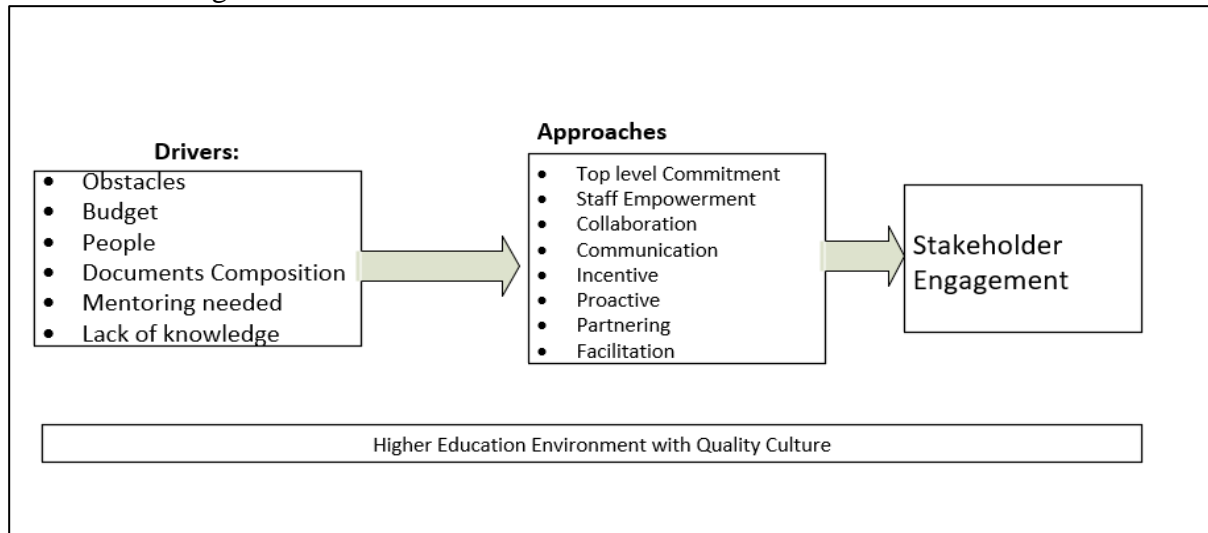 Drivers:
• Obstacles
• Budget
• People
• Documents Composition
• Mentoring needed
• Lack of knowledge
Approaches
• Top level Commitment
• Staff Empowerment
• Collaboration
• Communication
• Incentive
• Proactive
• Partnering
• Facilitation
Stakeholder
Engagement
Higher Education Environment with Quality Culture